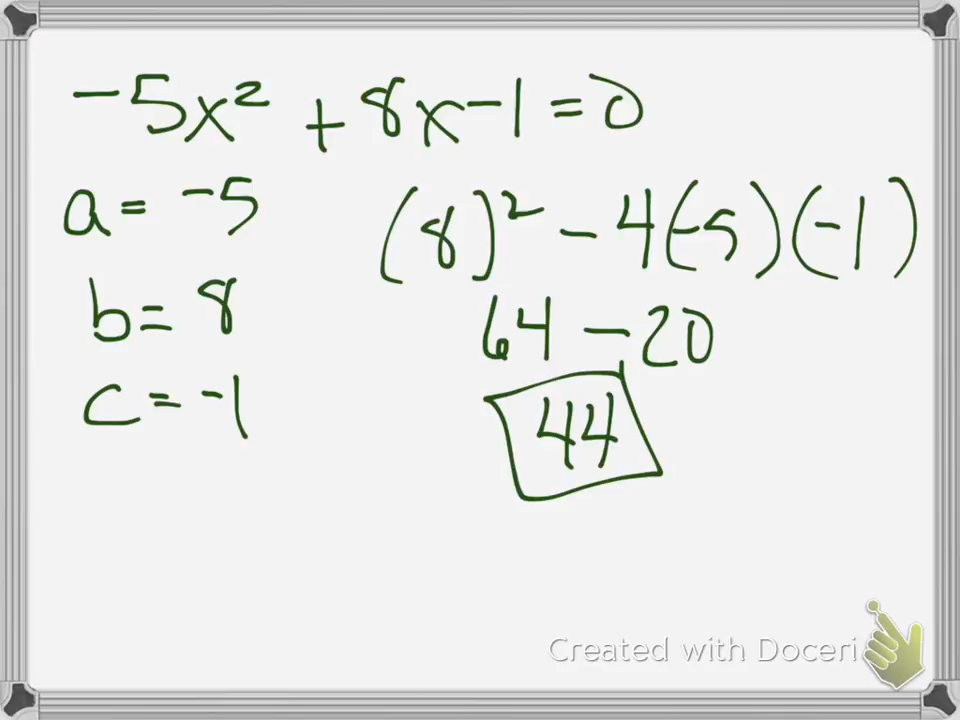 -5x² + 8x-1=0
a= -5
b= 8
c= -1
(8)² - 4(-5)(-1)
64 -20
44
Created with Doceri